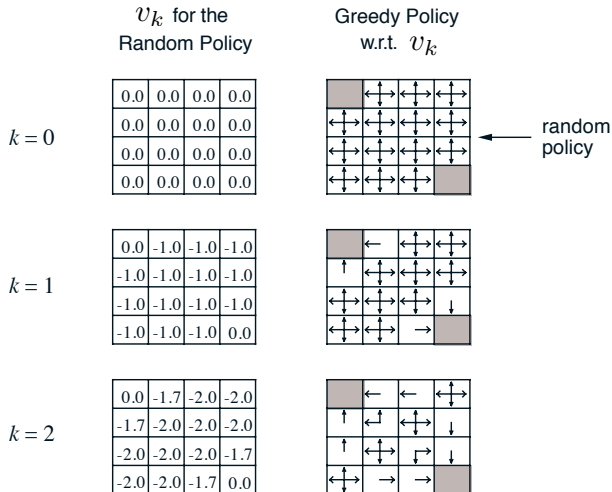 v_k for the
Random Policy
Greedy Policy
w.r.t. v_k
k = 0
0.0 0.0 0.0 0.0
0.0 0.0 0.0 0.0
0.0 0.0 0.0 0.0
0.0 0.0 0.0 0.0
random
policy
k = 1
0.0 -1.0 -1.0 -1.0
-1.0 -1.0 -1.0 -1.0
-1.0 -1.0 -1.0 -1.0
-1.0 -1.0 -1.0 0.0
k = 2
0.0 -1.7 -2.0 -2.0
-1.7 -2.0 -2.0 -2.0
-2.0 -2.0 -2.0 -1.7
-2.0 -2.0 -1.7 0.0